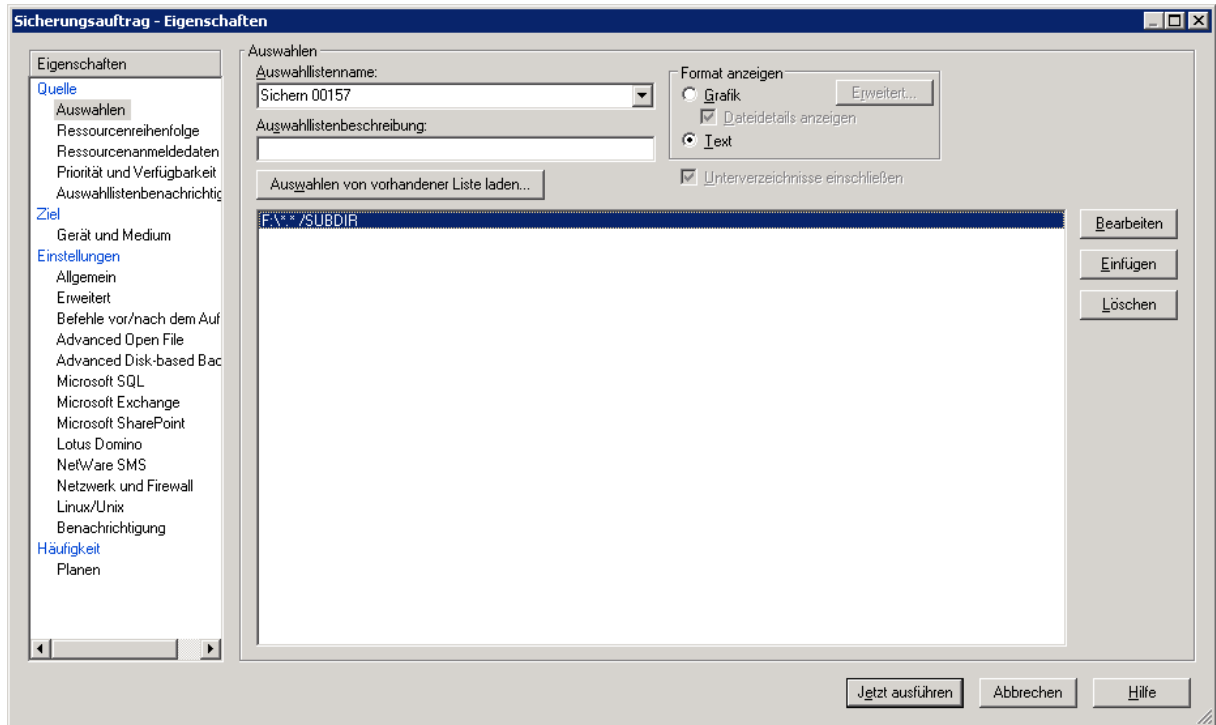 Sicherungsauftrag - Eigenschaften
Eigenschaften
Quelle
Auswahlen
Ressourcenreihenfolge
Ressourcenanmeldedaten
Priorität und Verfügbarkeit
Auswahllistenbenachrichtig
Ziel
Gerät und Medium
Einstellungen
Allgemein
Erweitert
Befehle vor/nach dem Auf
Advanced Open File
Advanced Disk-based Bac
Microsoft SQL
Microsoft Exchange
Microsoft SharePoint
Lotus Domino
NetWare SMS
Netzwerk und Firewall
Linux/Unix
Benachrichtigung
Häufigkeit
Planen
Auswahlen
Auswahllistenname:
Sichern 00157
Auswahllistenbeschreibung:
Auswahlen von vorhandener Liste laden...
Format anzeigen
Grafik
Erweitert...
Dateidetails anzeigen
Text
Unterverzeichnisse einschließen
F:\*.* /SUBDIR
Bearbeiten
Einfügen
Löschen
Jetzt ausführen
Abbrechen
Hilfe